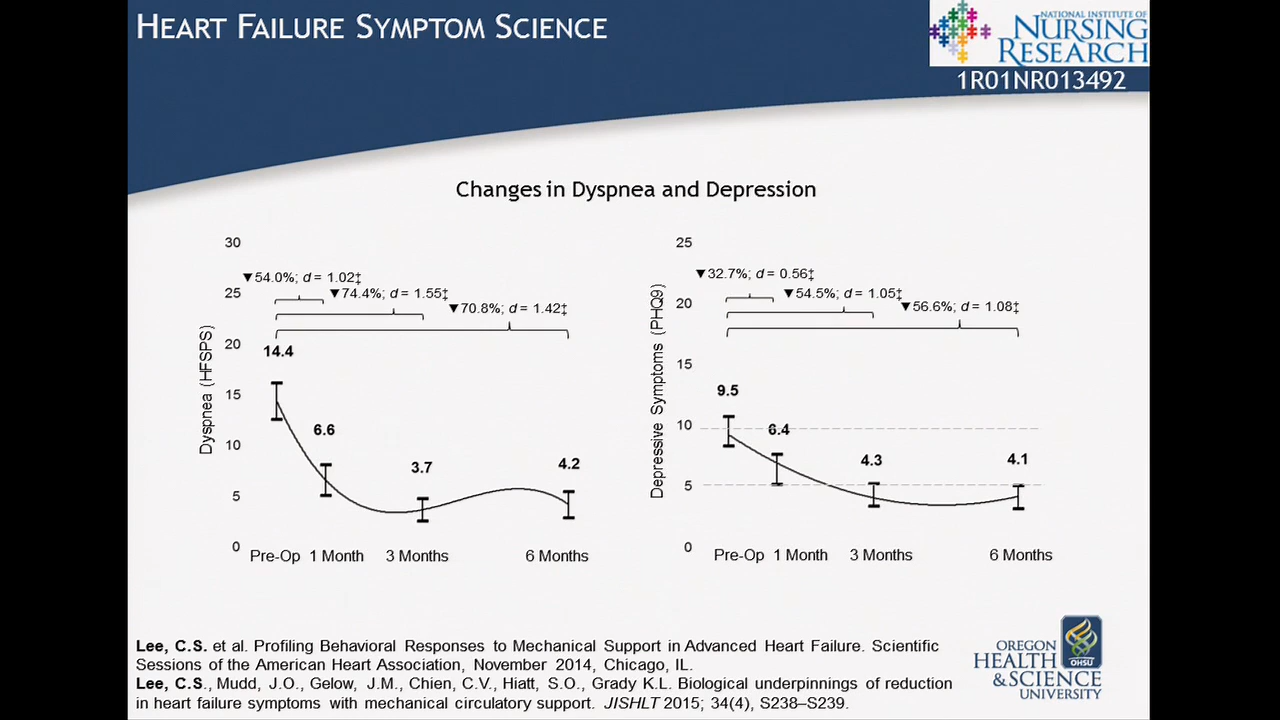 HEART FAILURE SYMPTOM SCIENCE
NATIONAL INSTITUTE OF
NURSING
RESEARCH
1R01NR013492
Changes in Dyspnea and Depression
30
▼54.0%; d = 1.02‡
25
▼74.4%; d = 1.55‡
▼70.8%; d = 1.42‡
20
14.4
15
10
6.6
3.7
4.2
5
0
Dyspnea (HFSPS)
Pre-Op 1 Month 3 Months 6 Months
25
▼32.7%; d = 0.56‡
20
▼54.5%; d = 1.05‡
▼56.6%; d = 1.08‡
15
9.5
10
6.4
4.3
4.1
5
0
Depressive Symptoms (PHQ9)
Pre-Op 1 Month 3 Months 6 Months
Lee, C.S. et al. Profiling Behavioral Responses to Mechanical Support in Advanced Heart Failure. Scientific
Sessions of the American Heart Association, November 2014, Chicago, IL.
Lee, C.S., Mudd, J.O., Gelow, J.M., Chien, C.V., Hiatt, S.O., Grady K.L. Biological underpinnings of reduction
in heart failure symptoms with mechanical circulatory support. JISHLT 2015; 34(4), S238–S239.
OREGON
HEALTH
OHSU
& SCIENCE
UNIVERSITY